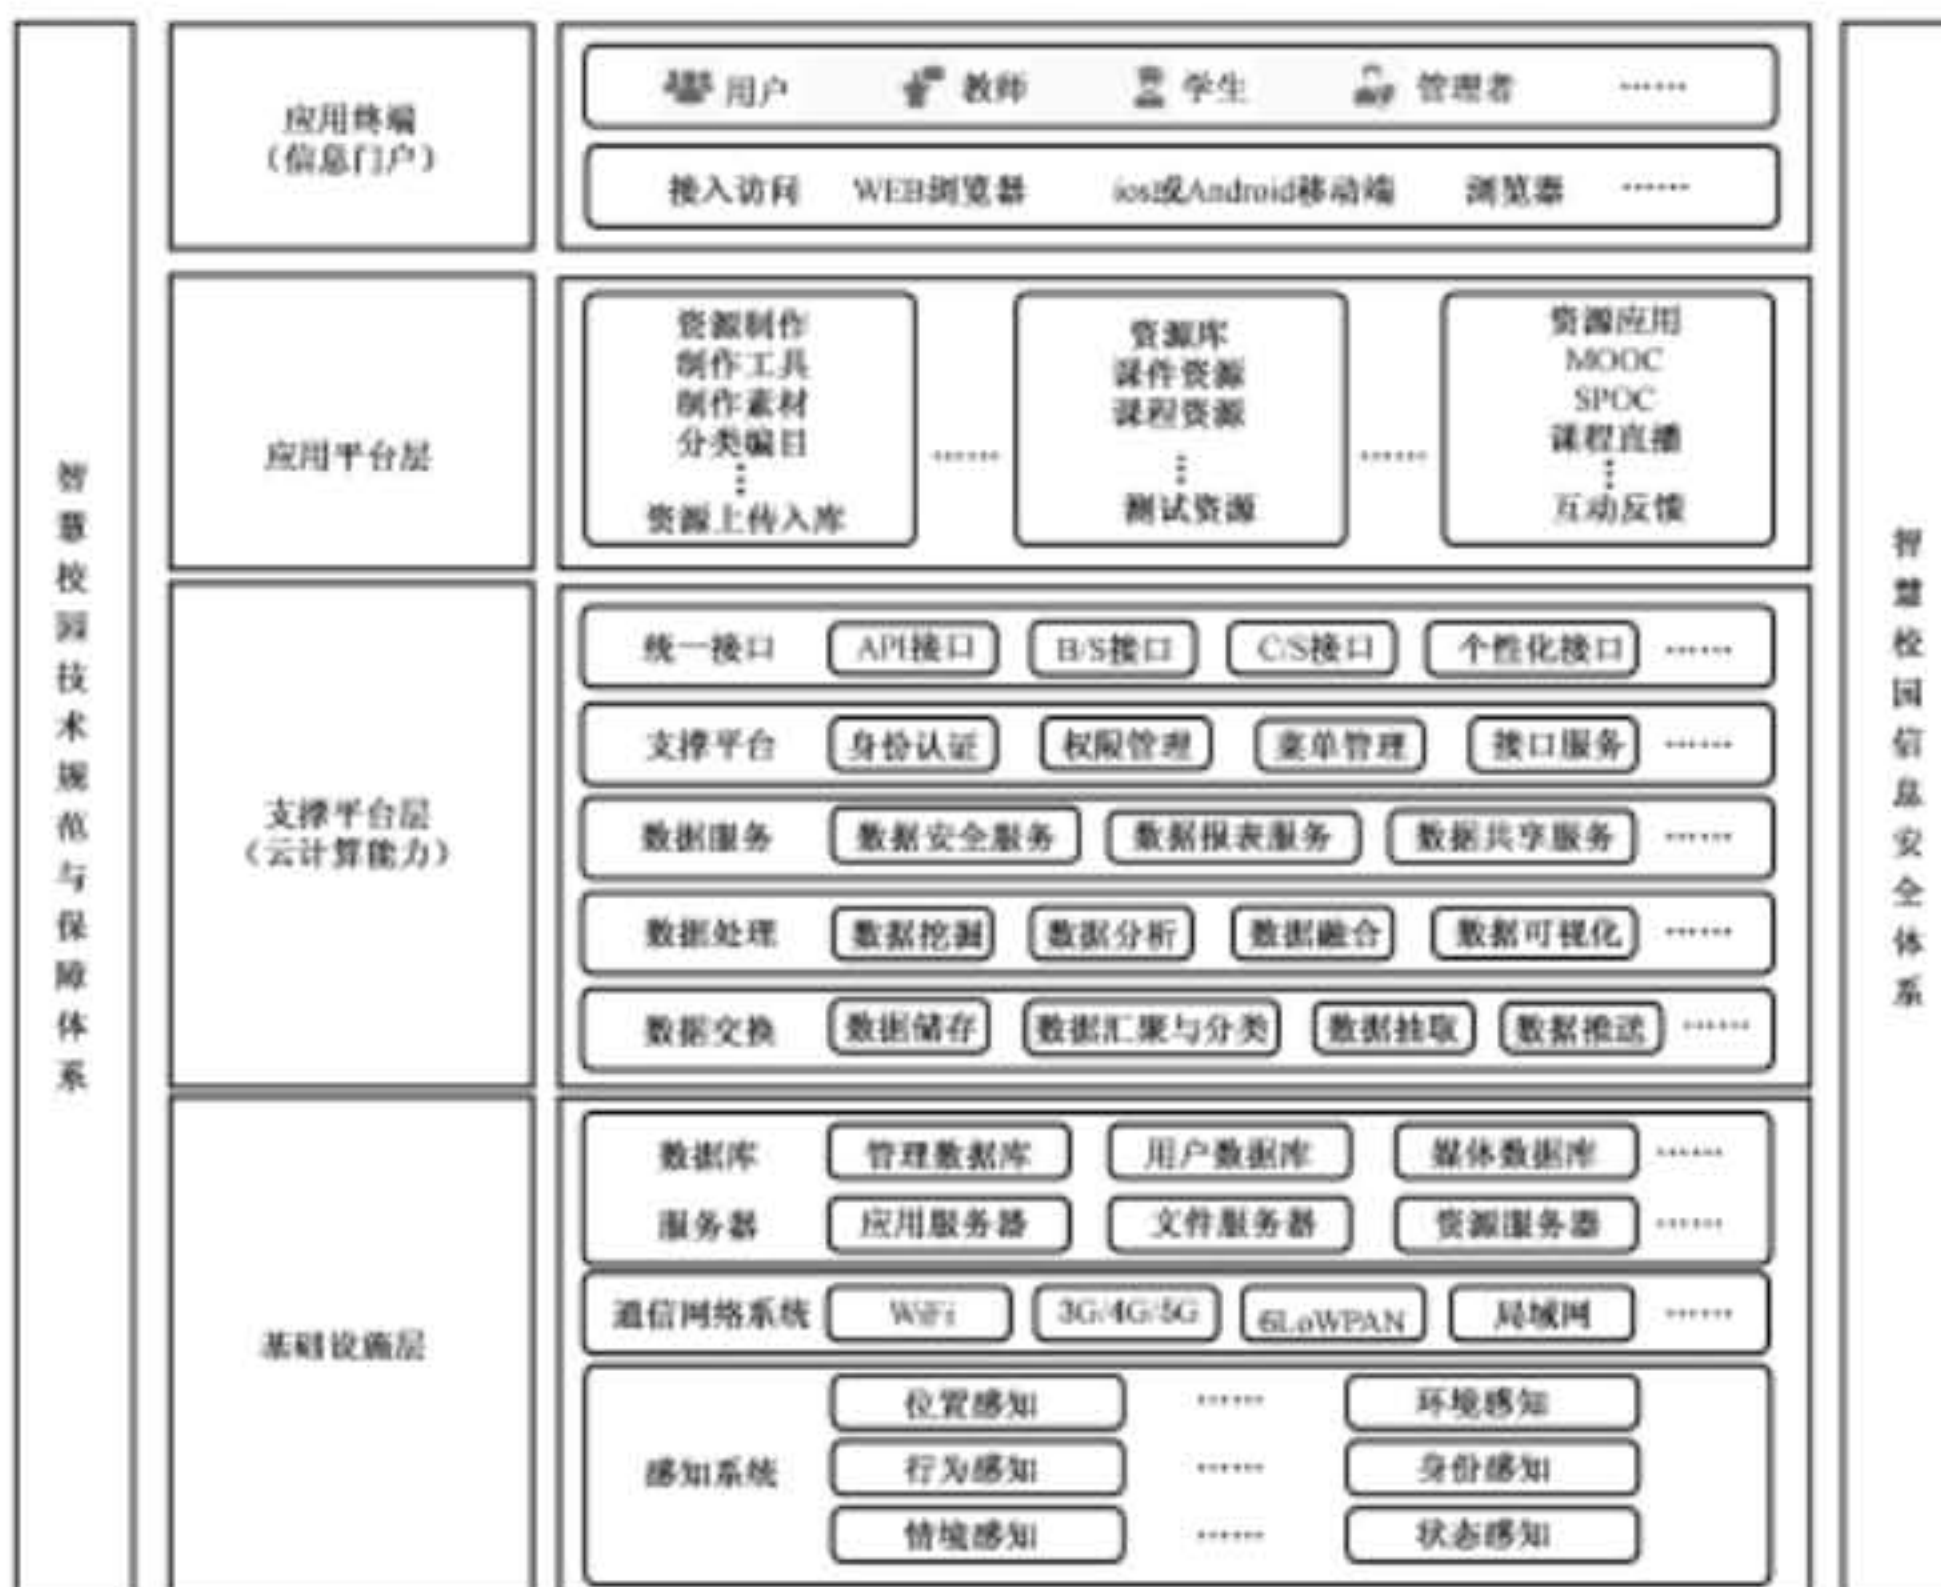 智慧校园技术规范与保障体系
应用终端
（信息门户）
用户 教师 学生 管理者 ……
接入访问 WEB浏览器 ios或Android移动端 浏览器 ……
应用平台层
资源制作
制作工具
制作素材
分类编目
⋮
资源上传入库
……
资源库
课件资源
课程资源
⋮
测试资源
……
资源应用
MOOC
SPOC
课程直播
⋮
互动反馈
支撑平台层
（云计算能力）
统一接口 API接口 B/S接口 C/S接口 个性化接口 ……
支撑平台 身份认证 权限管理 菜单管理 接口服务 ……
数据服务 数据安全服务 数据报表服务 数据共享服务 ……
数据处理 数据挖掘 数据分析 数据融合 数据可视化 ……
数据交换 数据储存 数据汇聚与分类 数据抽取 数据推送 ……
基础设施层
数据库 管理数据库 用户数据库 媒体数据库 ……
服务器 应用服务器 文件服务器 资源服务器 ……
通信网络系统 WiFi 3G/4G/5G 6LoWPAN 局域网 ……
感知系统
位置感知 …… 环境感知
行为感知 …… 身份感知
情境感知 …… 状态感知
智慧校园信息安全体系